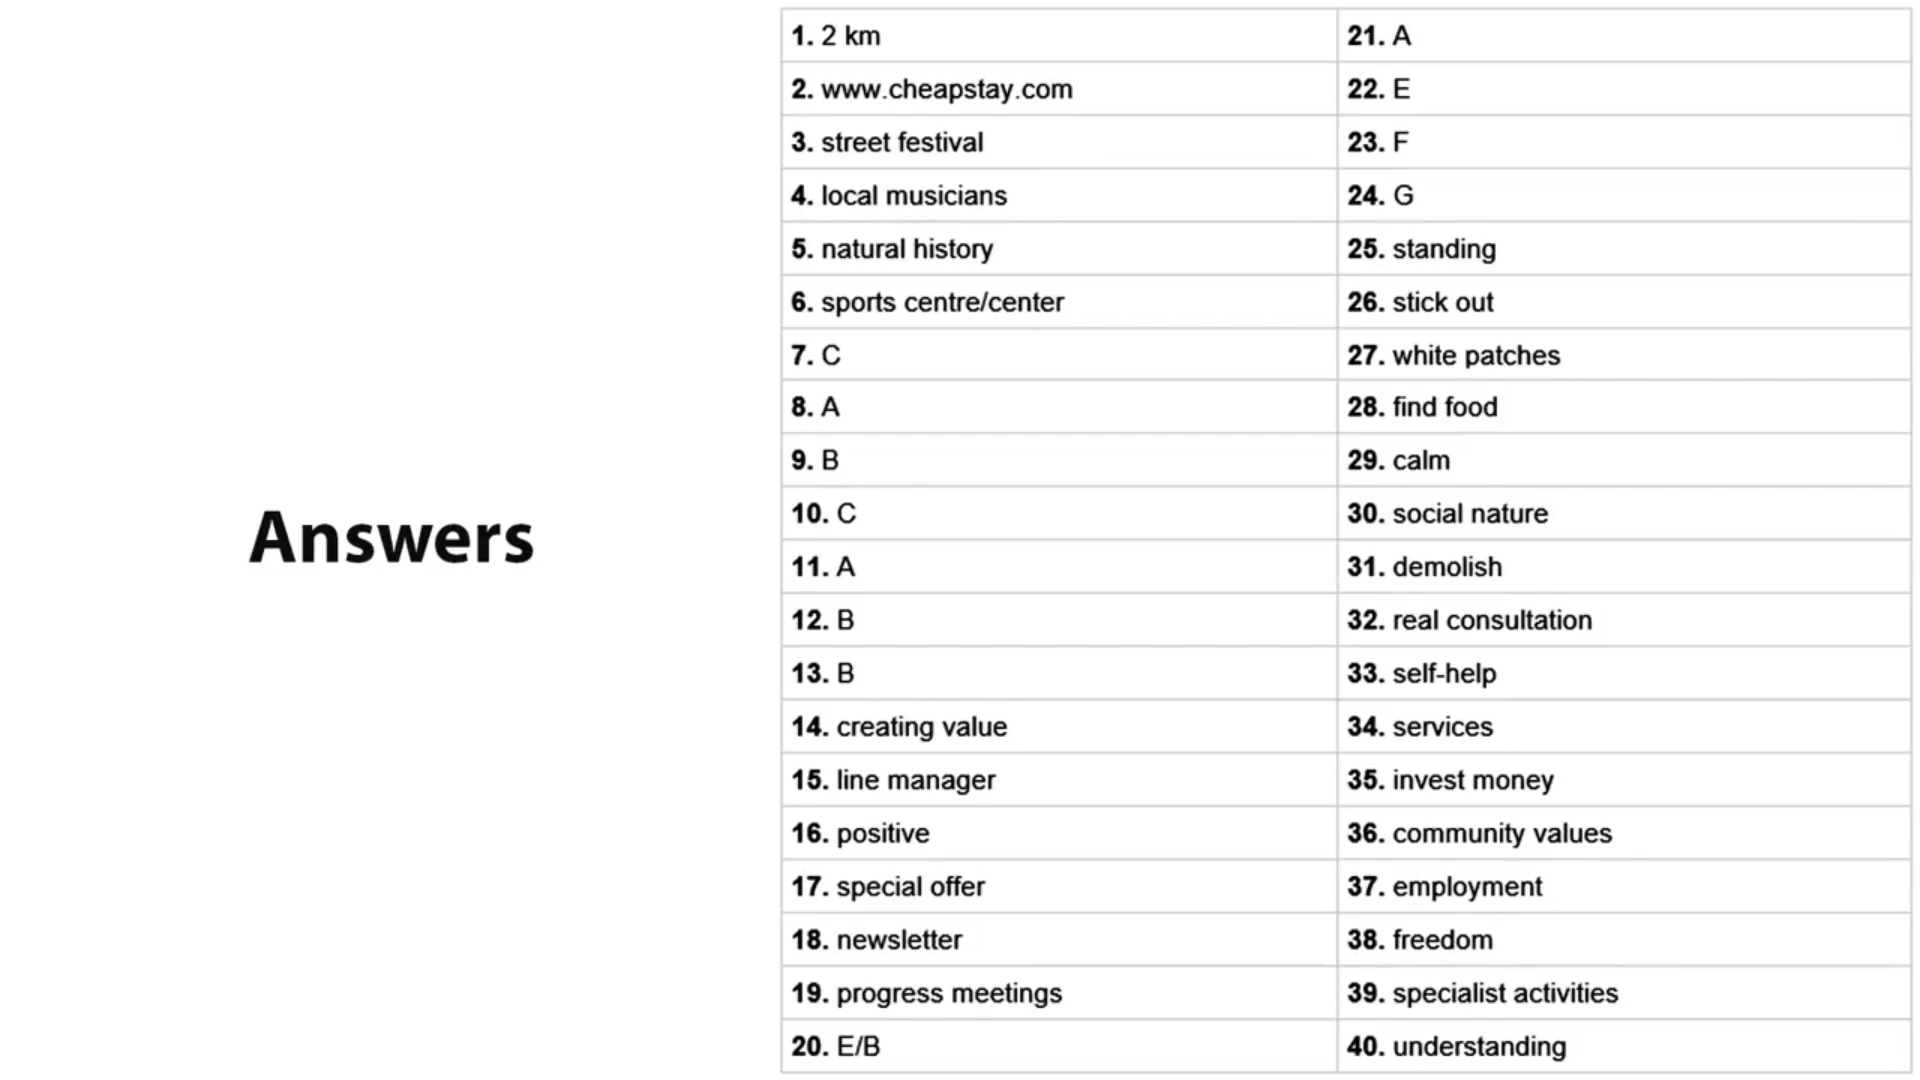 Answers
1. 2 km
2. www.cheapstay.com
3. street festival
4. local musicians
5. natural history
6. sports centre/center
7. C
8. A
9. B
10. C
11. A
12. B
13. B
14. creating value
15. line manager
16. positive
17. special offer
18. newsletter
19. progress meetings
20. E/B
21. A
22. E
23. F
24. G
25. standing
26. stick out
27. white patches
28. find food
29. calm
30. social nature
31. demolish
32. real consultation
33. self-help
34. services
35. invest money
36. community values
37. employment
38. freedom
39. specialist activities
40. understanding